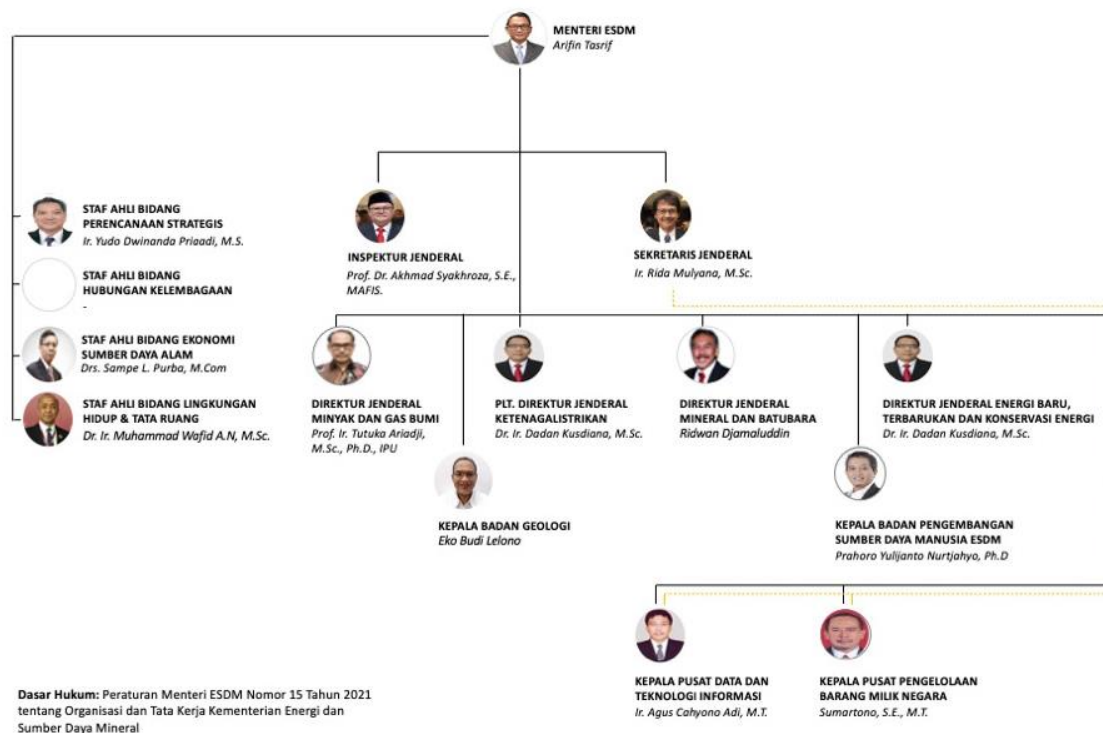 MENTERI ESDM
Arifin Tasrif
STAF AHLI BIDANG
PERENCANAAN STRATEGIS
Ir. Yudo Dwinanda Priaadi, M.S.
STAF AHLI BIDANG
HUBUNGAN KELEMBAGAAN
-
STAF AHLI BIDANG EKONOMI
SUMBER DAYA ALAM
Drs. Sampe L. Purba, M.Com
STAF AHLI BIDANG LINGKUNGAN
HIDUP & TATA RUANG
Dr. Ir. Muhammad Wafid A.N, M.Sc.
INSPEKTUR JENDERAL
Prof. Dr. Akhmad Syakhroza, S.E.,
MAFIS.
SEKRETARIS JENDERAL
Ir. Rida Mulyana, M.Sc.
DIREKTUR JENDERAL
MINYAK DAN GAS BUMI
Prof. Ir. Tutuka Ariadji,
M.Sc., Ph.D., IPU
PLT. DIREKTUR JENDERAL
KETENAGALISTRIKAN
Dr. Ir. Dadan Kusdiana, M.Sc.
DIREKTUR JENDERAL
MINERAL DAN BATUBARA
Ridwan Djamaluddin
DIREKTUR JENDERAL ENERGI BARU,
TERBARUKAN DAN KONSERVASI ENERGI
Dr. Ir. Dadan Kusdiana, M.Sc.
KEPALA BADAN GEOLOGI
Eko Budi Lelono
KEPALA BADAN PENGEMBANGAN
SUMBER DAYA MANUSIA ESDM
Prahoro Yulijanto Nurtjahyo, Ph.D
KEPALA PUSAT DATA DAN
TEKNOLOGI INFORMASI
Ir. Agus Cahyono Adi, M.T.
KEPALA PUSAT PENGELOLAAN
BARANG MILIK NEGARA
Sumartono, S.E., M.T.
Dasar Hukum: Peraturan Menteri ESDM Nomor 15 Tahun 2021
tentang Organisasi dan Tata Kerja Kementerian Energi dan
Sumber Daya Mineral